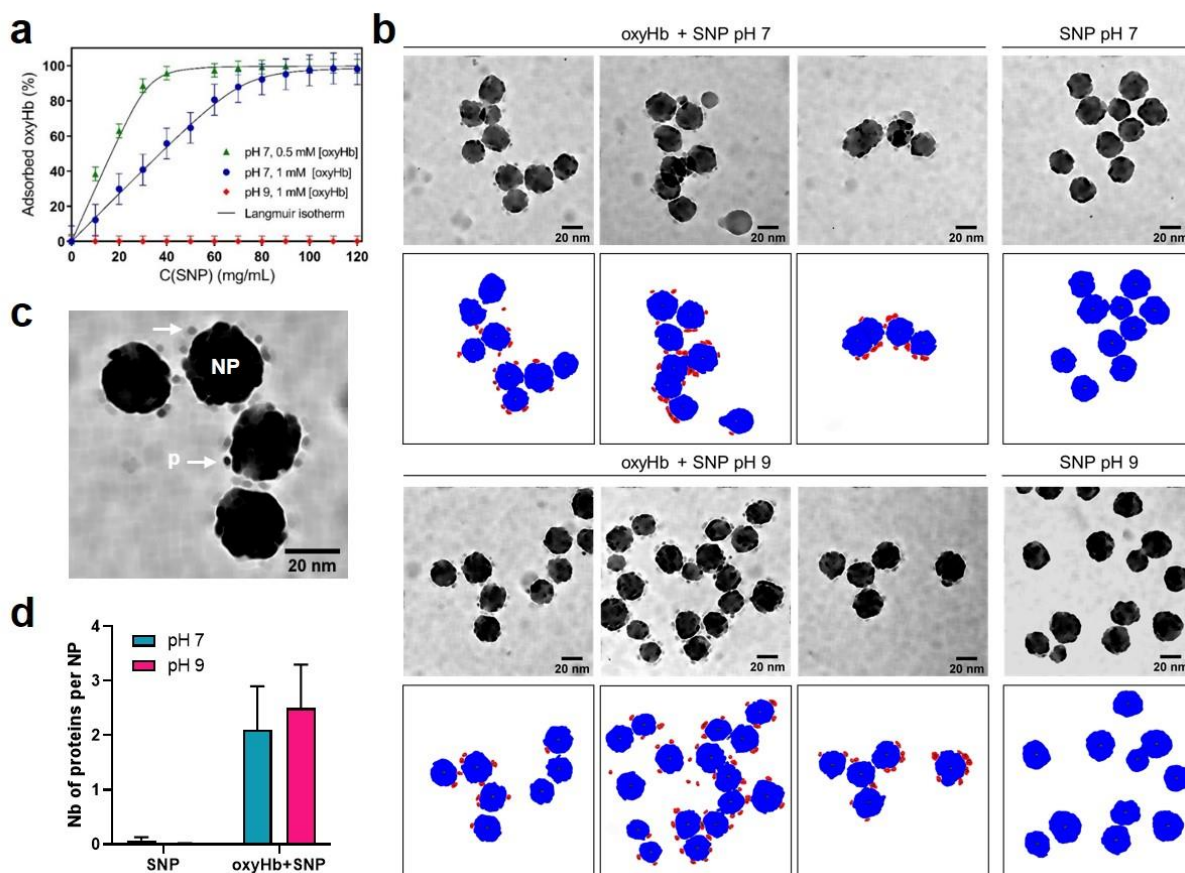 a
Adsorbed oxyHb (%)
100
80
60
40
20
0
0 20 40 60 80 100 120
C(SNP) (mg/mL)
pH 7, 0.5 mM [oxyHb]
pH 7, 1 mM [oxyHb]
pH 9, 1 mM [oxyHb]
Langmuir isotherm
b
oxyHb + SNP pH 7
SNP pH 7
20 nm
20 nm
20 nm
20 nm
oxyHb + SNP pH 9
SNP pH 9
20 nm
20 nm
20 nm
20 nm
c
NP
p
20 nm
d
Nb of proteins per NP
4
3
2
1
0
pH 7
pH 9
SNP oxyHb+SNP